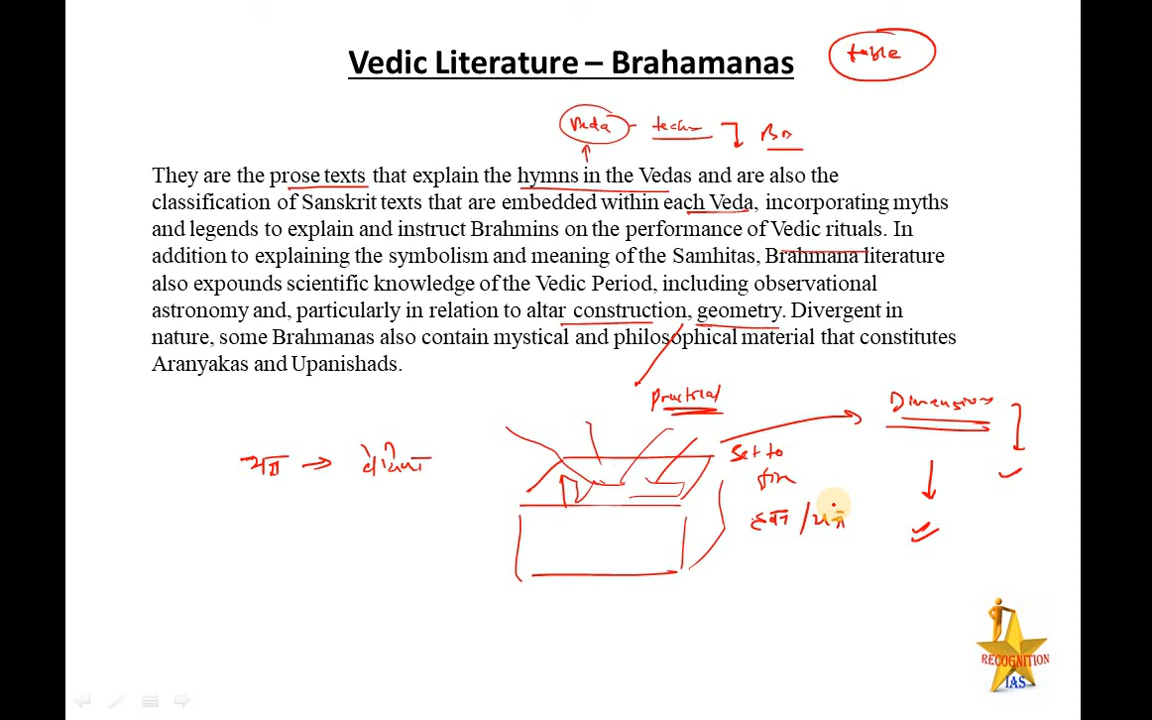 Vedic Literature – Brahamanas
table
Veda
Bn
They are the prose texts that explain the hymns in the Vedas and are also the
classification of Sanskrit texts that are embedded within each Veda, incorporating myths
and legends to explain and instruct Brahmins on the performance of Vedic rituals. In
addition to explaining the symbolism and meaning of the Samhitas, Brahmana literature
also expounds scientific knowledge of the Vedic Period, including observational
astronomy and, particularly in relation to altar construction, geometry. Divergent in
nature, some Brahmanas also contain mystical and philosophical material that constitutes
Aranyakas and Upanishads.
Practical
Dimensions
Set to
हवन /
RECOGNITION
IAS